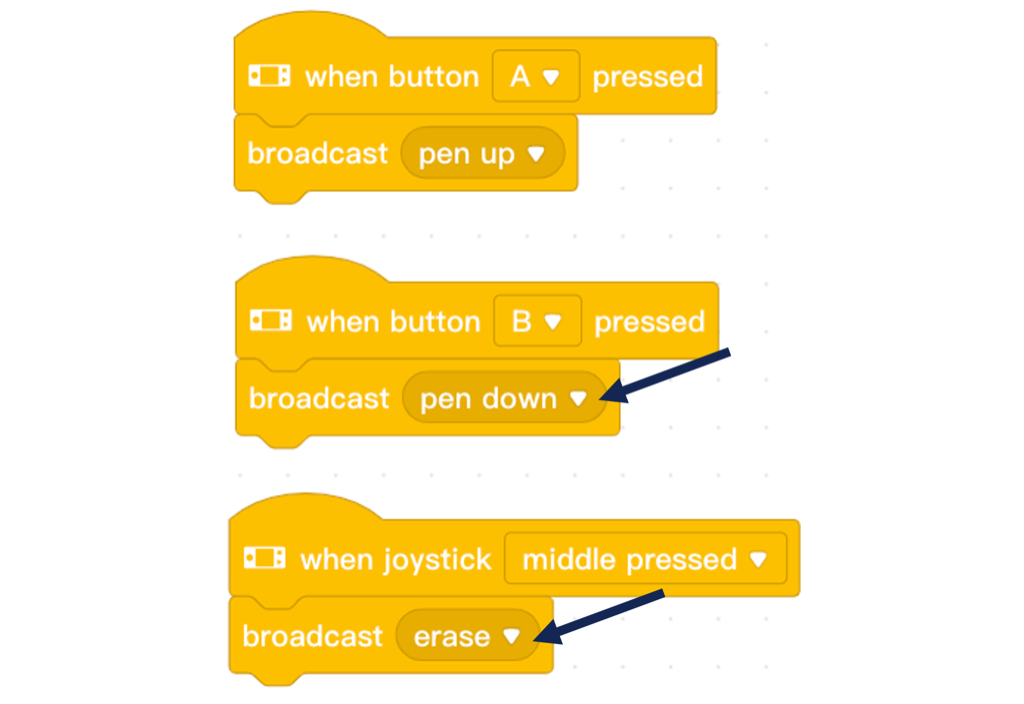 when button A pressed
broadcast pen up
when button B pressed
broadcast pen down
when joystick middle pressed
broadcast erase